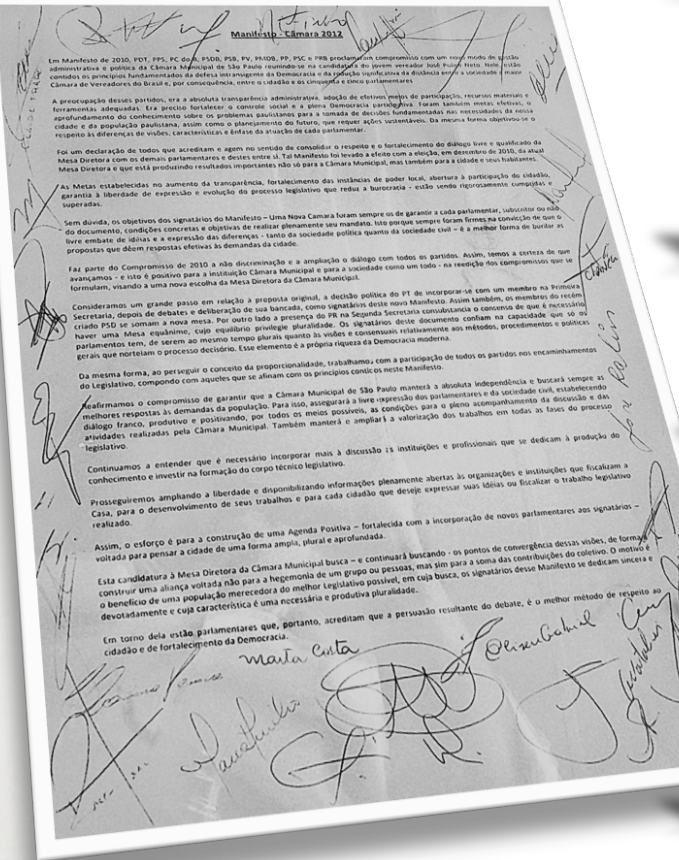 Manifesto - Câmara 2012
Em Manifesto de 2010, PDT, PPS, PC do B, PSDB, PSB, PV, PMDB, PP, PSC e PRB proclamaram compromisso com um novo modo de gestão
administrativa e política da Câmara Municipal de São Paulo reunindo-se na candidatura do jovem vereador José Police Neto. Nele, estão
contidos os princípios fundamentados da defesa intransigente da Democracia e da redução significativa da distância entre a sociedade e maior
Câmara de Vereadores do Brasil e, por consequência, entre o cidadão e os cinquenta e cinco parlamentares
A preocupação desses partidos, era a absoluta transparência administrativa, adoção de efetivos meios de participação, recursos materiais e
ferramentas adequadas. Era preciso fortalecer o controle social e a plena Democracia participativa. Foram também metas efetivas, o
aprofundamento do conhecimento sobre os problemas paulistanos para a tomada de decisões fundamentadas nas necessidades da nossa
cidade e da população paulistana, assim como o planejamento do futuro, que requer ações sustentáveis. Da mesma forma objetivou-se o
respeito às diferenças de visões, características e ênfase da atuação de cada parlamentar.
Foi um declaração de todos que acreditam e agem no sentido de consolidar o respeito e o fortalecimento do diálogo livre e qualificado da
Mesa Diretora com os demais parlamentares e destes entre si. Tal Manifesto foi levado a efeito com a eleição, em dezembro de 2010, da atual
Mesa Diretora e que está produzindo resultados importantes não só para a Câmara Municipal, mas também para a cidade e seus habitantes.
As Metas estabelecidas no aumento da transparência, fortalecimento das instâncias de poder local, abertura à participação do cidadão,
garantia à liberdade de expressão e evolução do processo legislativo que reduz a burocracia - estão sendo rigorosamente cumpridas e
superadas.
Sem dúvida, os objetivos dos signatários do Manifesto – Uma Nova Camara foram sempre os de garantir a cada parlamentar, subscritor ou não
do documento, condições concretas e objetivas de realizar plenamente seu mandato. Isto porque sempre foram firmes na convicção de que o
livre embate de idéias e a expressão das diferenças - tanto da sociedade política quanto da sociedade civil – é a melhor forma de burilar as
propostas que dêem respostas efetivas às demandas da cidade.
Faz parte do Compromisso de 2010 a não discriminação e a ampliação do diálogo com todos os partidos. Assim, temos a certeza de que
avançamos - e isto é positivo para a instituição Câmara Municipal e para a sociedade como um todo - na reedição dos compromissos que se
formulam, visando a uma nova escolha da Mesa Diretora da Câmara Municipal.
Consideramos um grande passo em relação à proposta original, a decisão política do PT de incorporar-se com um membro na Primeira
Secretaria, depois de debates e deliberação de sua bancada, como signatários deste novo Manifesto. Assim também, os membros do recém
criado PSD se somam a nova mesa. Por outro lado a presença do PR na Segunda Secretaria consubstancia o consenso de que é necessário
haver uma Mesa equânime, cujo equilíbrio privilegie pluralidade. Os signatários deste documento confiam na capacidade que só os
parlamentos tem, de serem ao mesmo tempo plurais quanto às visões e consensuais relativamente aos métodos, procedimentos e políticas
gerais que norteiam o processo decisório. Esse elemento é a própria riqueza da Democracia moderna.
Da mesma forma, ao perseguir o conceito da proporcionalidade, trabalhamos, com a participação de todos os partidos nos encaminhamentos
do Legislativo, compondo com aqueles que se afinam com os princípios contidos neste Manifesto.
Reafirmamos o compromisso de garantir que a Câmara Municipal de São Paulo manterá a absoluta independência e buscará sempre as
melhores respostas às demandas da população. Para isso, assegurará a livre expressão dos parlamentares e da sociedade civil, estabelecendo
diálogo franco, produtivo e positivando, por todos os meios possíveis, as condições para o pleno acompanhamento da discussão e das
atividades realizadas pela Câmara Municipal. Também manterá e ampliará a valorização dos trabalhos em todas as fases do processo
legislativo.
Continuamos a entender que é necessário incorporar mais à discussão as instituições e profissionais que se dedicam à produção do
conhecimento e investir na formação do corpo técnico legislativo.
Prosseguiremos ampliando a liberdade e disponibilizando informações plenamente abertas às organizações e instituições que fiscalizam a
Casa, para o desenvolvimento de seus trabalhos e para cada cidadão que deseje expressar suas idéias ou fiscalizar o trabalho legislativo
realizado.
Assim, o esforço é para a construção de uma Agenda Positiva – fortalecida com a incorporação de novos parlamentares aos signatários –
voltada para pensar a cidade de uma forma ampla, plural e aprofundada.
Esta candidatura à Mesa Diretora da Câmara Municipal busca – e continuará buscando - os pontos de convergência dessas visões, de forma a
construir uma aliança voltada não para a hegemonia de um grupo ou pessoas, mas sim para a soma das contribuições do coletivo. O motivo é
o benefício de uma população merecedora do melhor Legislativo possível, em cuja busca, os signatários desse Manifesto se dedicam sincera e
devotadamente e cuja característica é uma necessária e produtiva pluralidade.
Em torno dela estão parlamentares que, portanto, acreditam que a persuasão resultante do debate, é o melhor método de respeito ao
cidadão e de fortalecimento da Democracia.
Marta Costa
Eliseu Gabriel